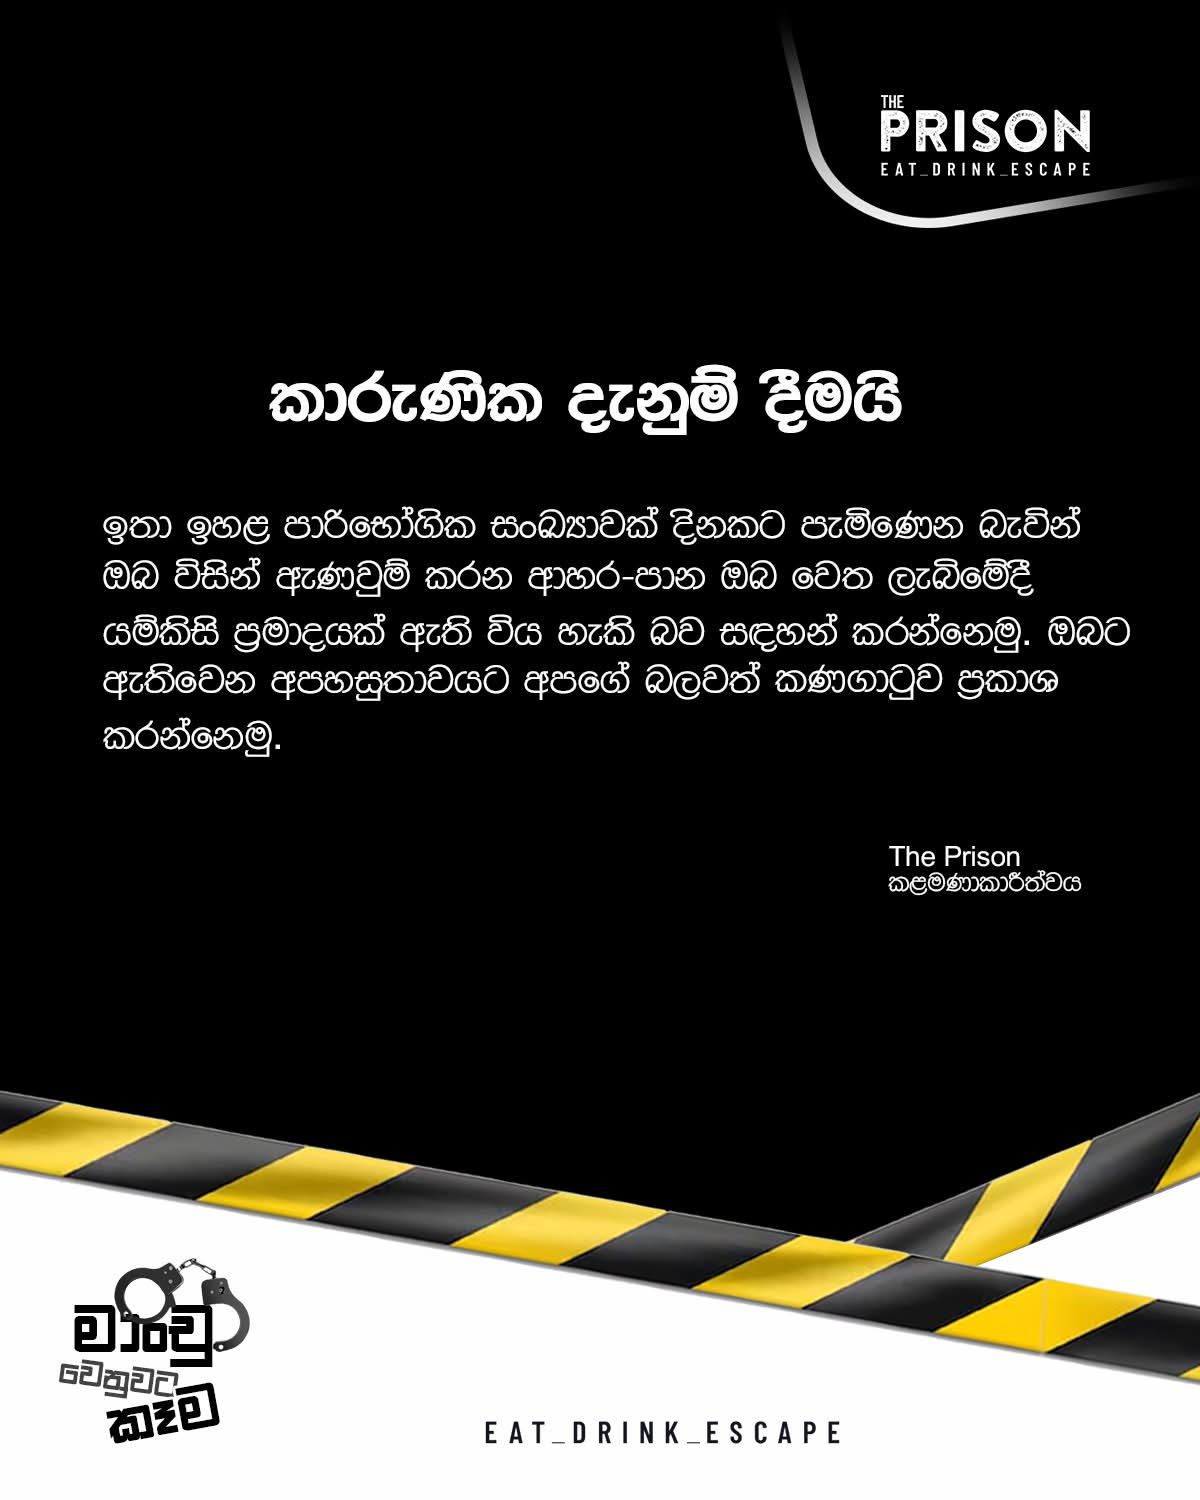 THE
PRISON
EAT_DRINK_ESCAPE
කාරුණික දැනුම් දීමයි
ඉතා ඉහළ පාරිභෝගික සංඛ්‍යාවක් දිනකට පැමිණෙන බැවින්
ඔබ විසින් ඇණවුම් කරන ආහර-පාන ඔබ වෙත ලැබිමේදී
යම්කිසි ප්‍රමාදයක් ඇති විය හැකි බව සඳහන් කරන්නෙමු. ඔබට
ඇතිවෙන අපහසුතාවයට අපගේ බලවත් කණගාටුව ප්‍රකාශ
කරන්නෙමු.
The Prison
කළමණාකාරීත්වය
මාංචු
වෙනුවට
කෑම
EAT_DRINK_ESCAPE